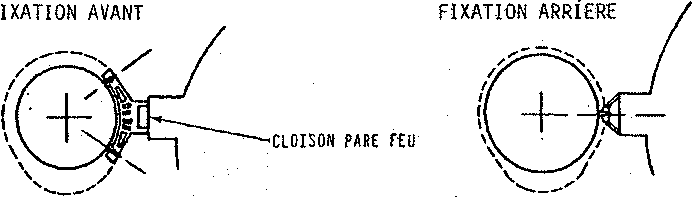 IXATION AVANT
FIXATION ARRIERE
CLOISON PARE FEU